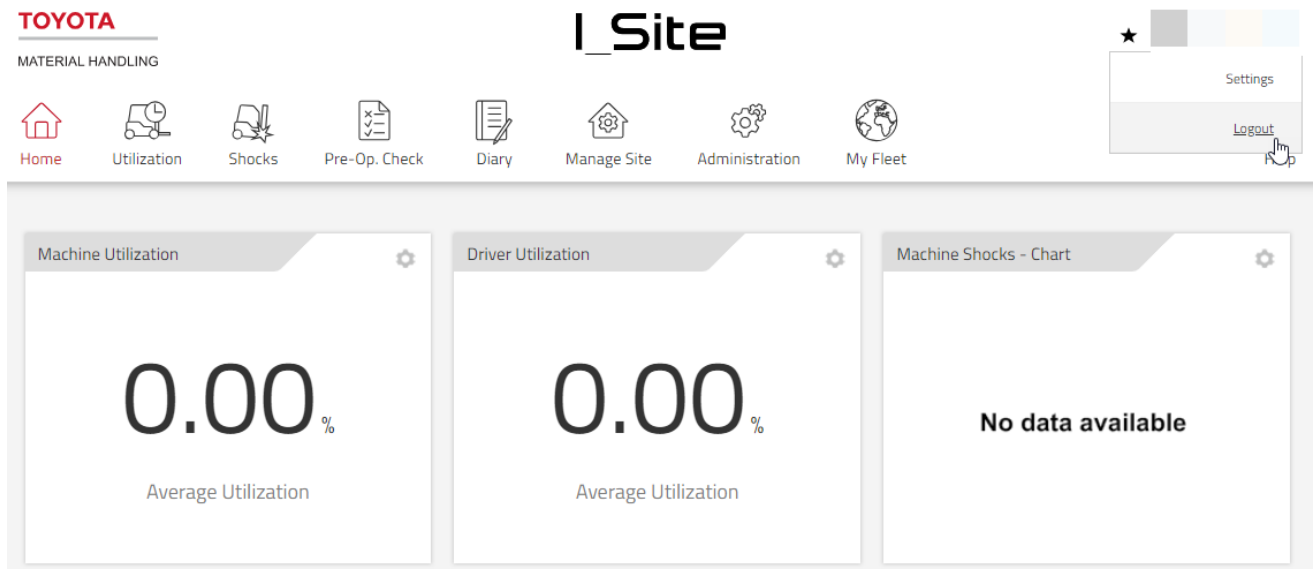 TOYOTA
MATERIAL HANDLING
I_Site
★
Settings
Logout
Home
Utilization
Shocks
Pre-Op. Check
Diary
Manage Site
Administration
My Fleet
Machine Utilization
Driver Utilization
Machine Shocks - Chart
0.00 %
Average Utilization
0.00 %
Average Utilization
No data available